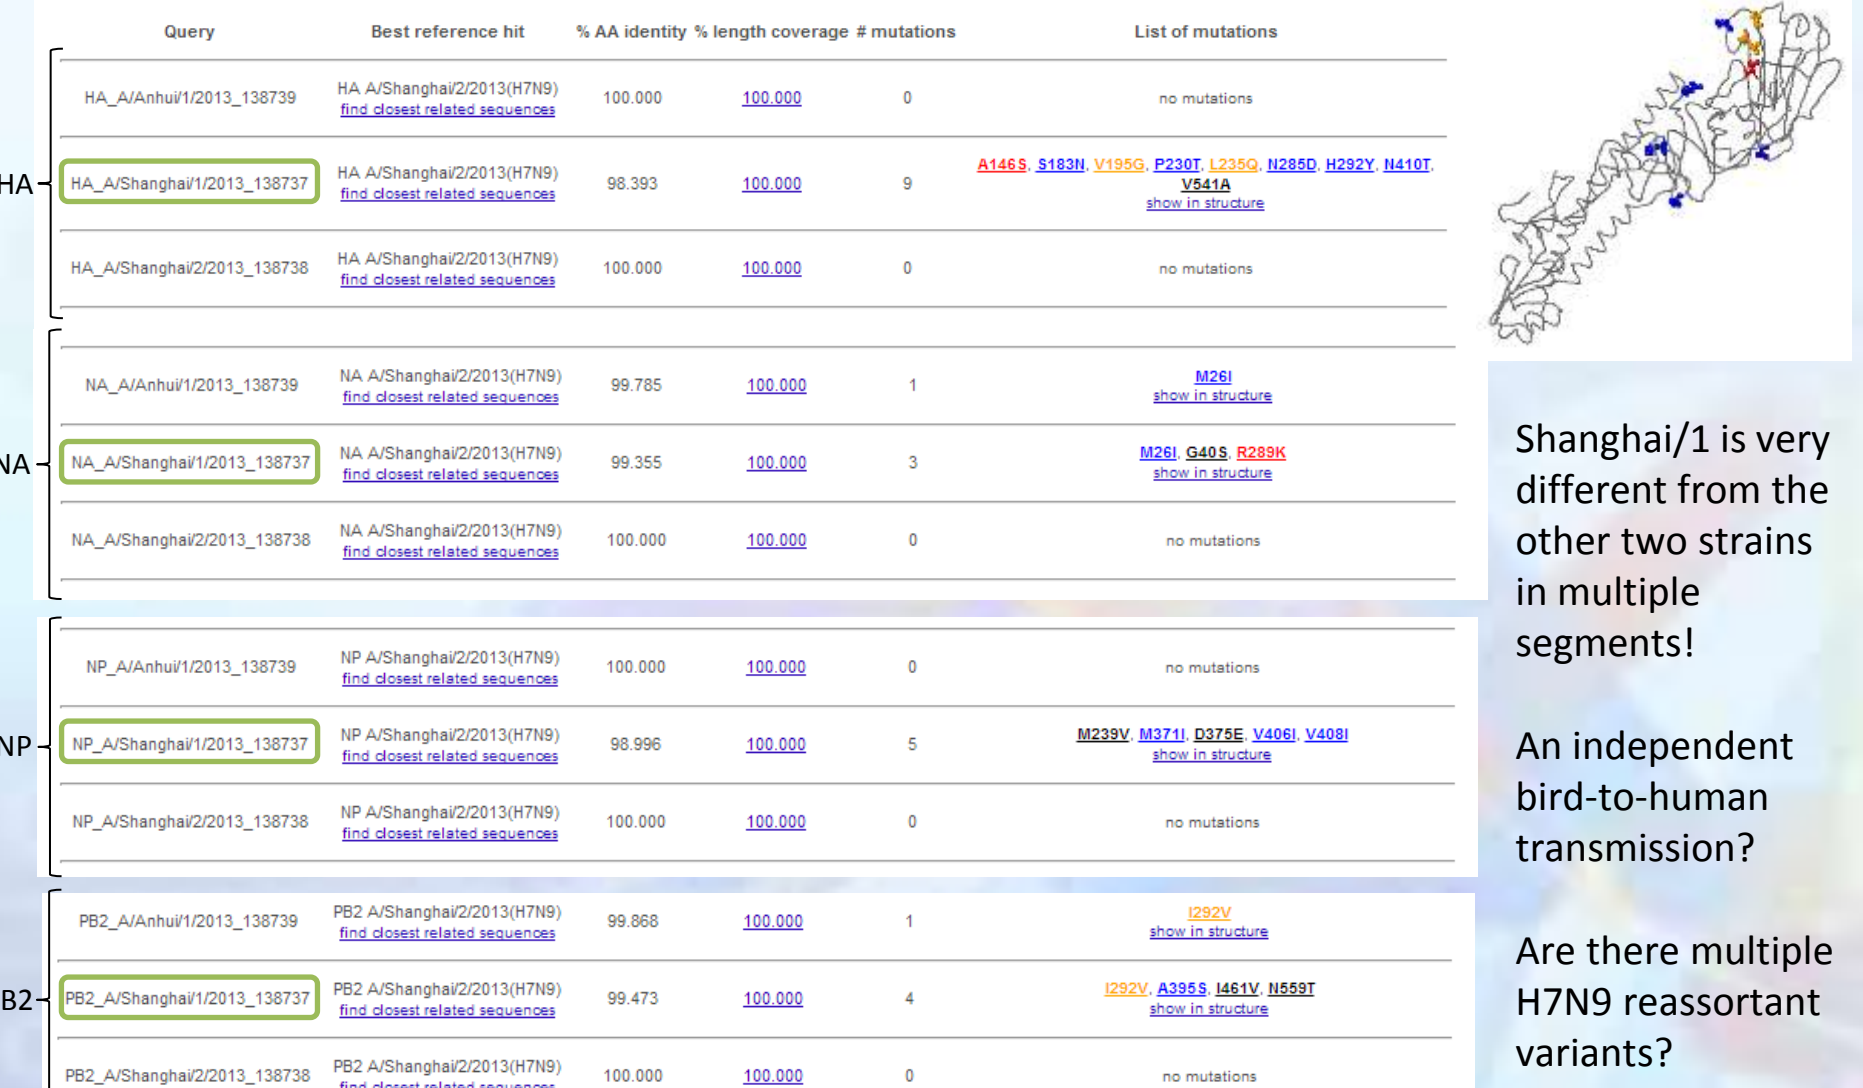 Query Best reference hit % AA identity % length coverage # mutations List of mutations
HA_A/Anhui/1/2013_138739 HA A/Shanghai/2/2013(H7N9) 100.000 100.000 0 no mutations
find closest related sequences
HA
HA_A/Shanghai/1/2013_138737 HA A/Shanghai/2/2013(H7N9) 98.393 100.000 9 A146S, S183N, V195G, P230T, L235Q, N285D, H292Y, N410T,
V541A
find closest related sequences show in structure
HA_A/Shanghai/2/2013_138738 HA A/Shanghai/2/2013(H7N9) 100.000 100.000 0 no mutations
find closest related sequences
NA_A/Anhui/1/2013_138739 NA A/Shanghai/2/2013(H7N9) 99.785 100.000 1 M26I
find closest related sequences show in structure
NA
NA_A/Shanghai/1/2013_138737 NA A/Shanghai/2/2013(H7N9) 99.355 100.000 3 M26I, G40S, R289K
find closest related sequences show in structure
NA_A/Shanghai/2/2013_138738 NA A/Shanghai/2/2013(H7N9) 100.000 100.000 0 no mutations
find closest related sequences
NP_A/Anhui/1/2013_138739 NP A/Shanghai/2/2013(H7N9) 100.000 100.000 0 no mutations
find closest related sequences
NP
NP_A/Shanghai/1/2013_138737 NP A/Shanghai/2/2013(H7N9) 98.996 100.000 5 M239V, M371I, D375E, V406I, V408I
find closest related sequences show in structure
NP_A/Shanghai/2/2013_138738 NP A/Shanghai/2/2013(H7N9) 100.000 100.000 0 no mutations
find closest related sequences
PB2_A/Anhui/1/2013_138739 PB2 A/Shanghai/2/2013(H7N9) 99.868 100.000 1 I292V
find closest related sequences show in structure
B2
PB2_A/Shanghai/1/2013_138737 PB2 A/Shanghai/2/2013(H7N9) 99.473 100.000 4 I292V, A395S, I461V, N559T
find closest related sequences show in structure
PB2_A/Shanghai/2/2013_138738 PB2 A/Shanghai/2/2013(H7N9) 100.000 100.000 0 no mutations
find closest related sequences
Shanghai/1 is very
different from the
other two strains
in multiple
segments!
An independent
bird-to-human
transmission?
Are there multiple
H7N9 reassortant
variants?